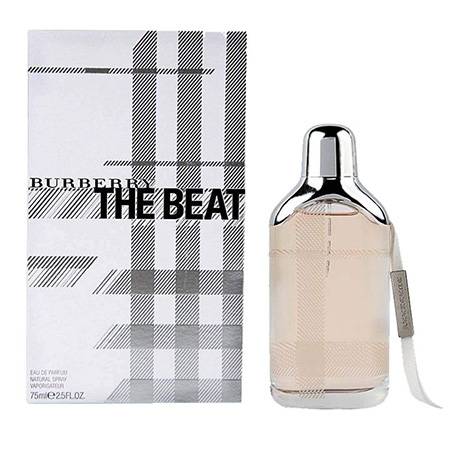 BURBERRY
THE BEAT
EAU DE PARFUM
NATURAL SPRAY
VAPORISATEUR
75ml℮2.5FL.OZ.